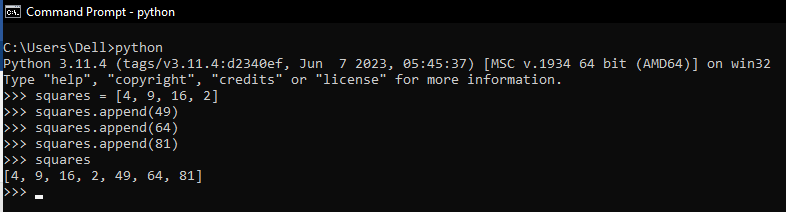 Command Prompt - python
C:\Users\Dell>python
Python 3.11.4 (tags/v3.11.4:d2340ef, Jun  7 2023, 05:45:37) [MSC v.1934 64 bit (AMD64)] on win32
Type "help", "copyright", "credits" or "license" for more information.
>>> squares = [4, 9, 16, 2]
>>> squares.append(49)
>>> squares.append(64)
>>> squares.append(81)
>>> squares
[4, 9, 16, 2, 49, 64, 81]
>>>